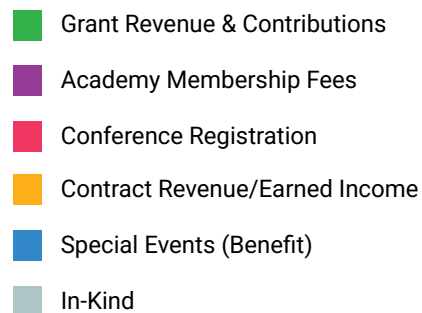 Grant Revenue & Contributions
Academy Membership Fees
Conference Registration
Contract Revenue/Earned Income
Special Events (Benefit)
In-Kind